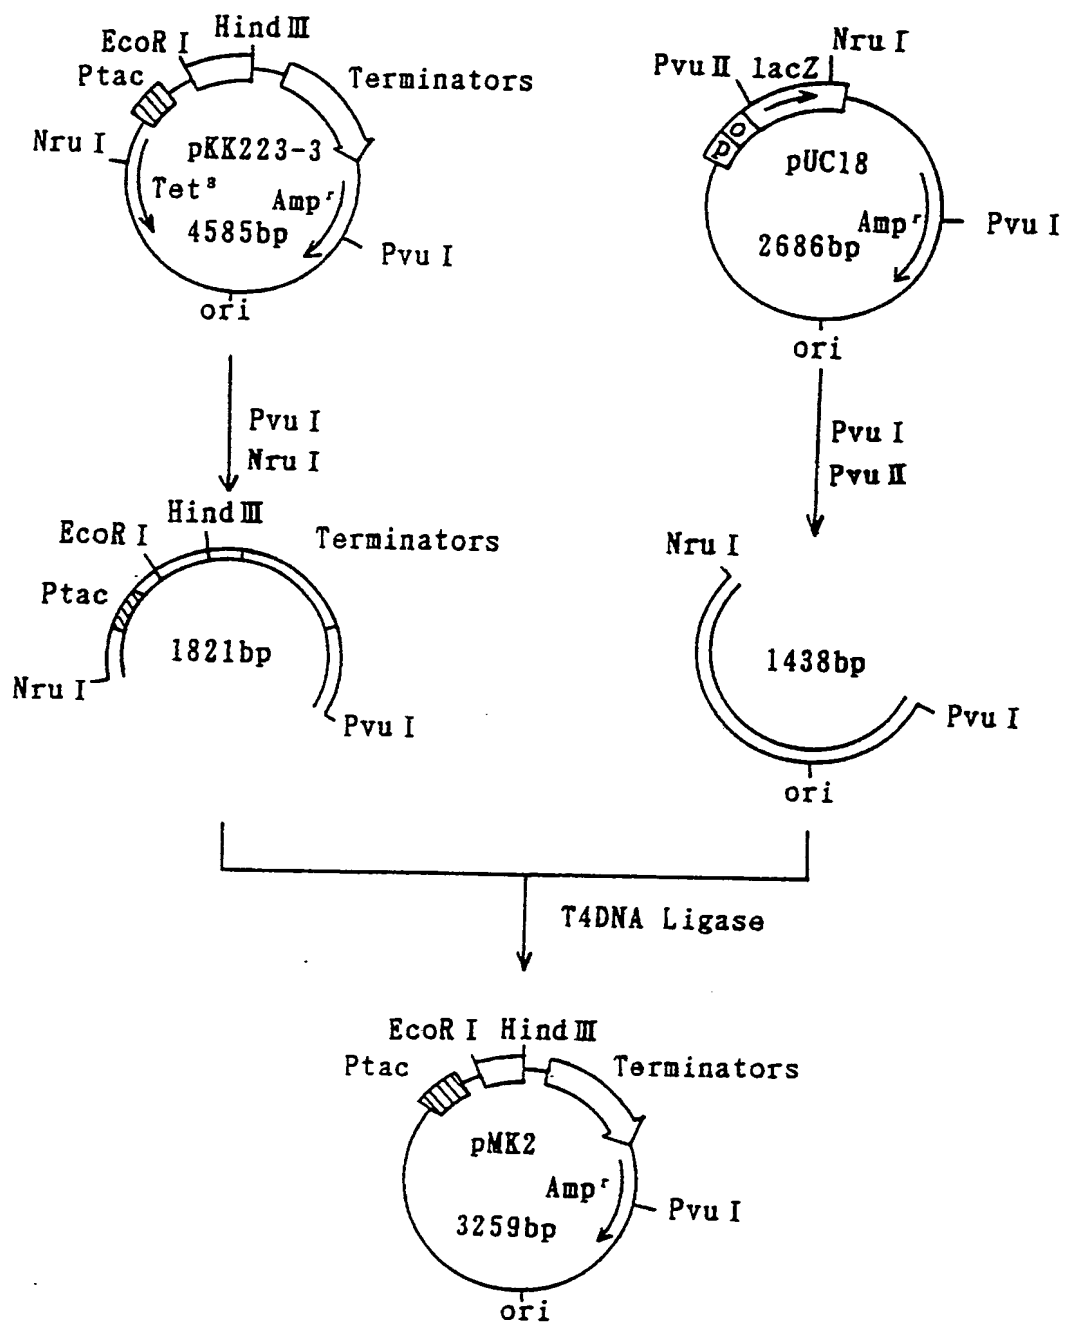 Hind III
EcoR I
Ptac
Terminators
Nru I
pKK223-3
Tet s
Amp r
4585bp
Pvu I
ori
Nru I
Pvu II lacZ
P O
pUC18
Amp r
2686bp
Pvu I
ori
Pvu I
Nru I
Pvu I
Pvu II
Hind III
EcoR I
Terminators
Ptac
1821bp
Nru I
Pvu I
Nru I
1438bp
Pvu I
ori
T4DNA Ligase
EcoR I Hind III
Ptac
Terminators
pMK2
Amp r
3259bp
Pvu I
ori